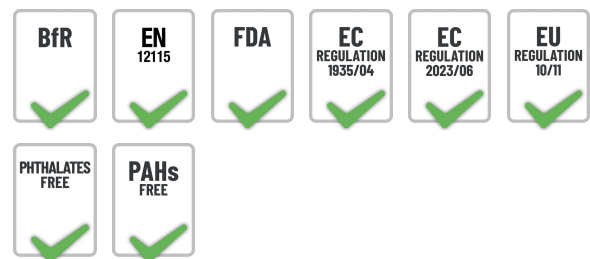 BfR
EN
12115
FDA
EC
REGULATION
1935/04
EC
REGULATION
2023/06
EU
REGULATION
10/11
PHTHALATES
FREE
PAHs
FREE